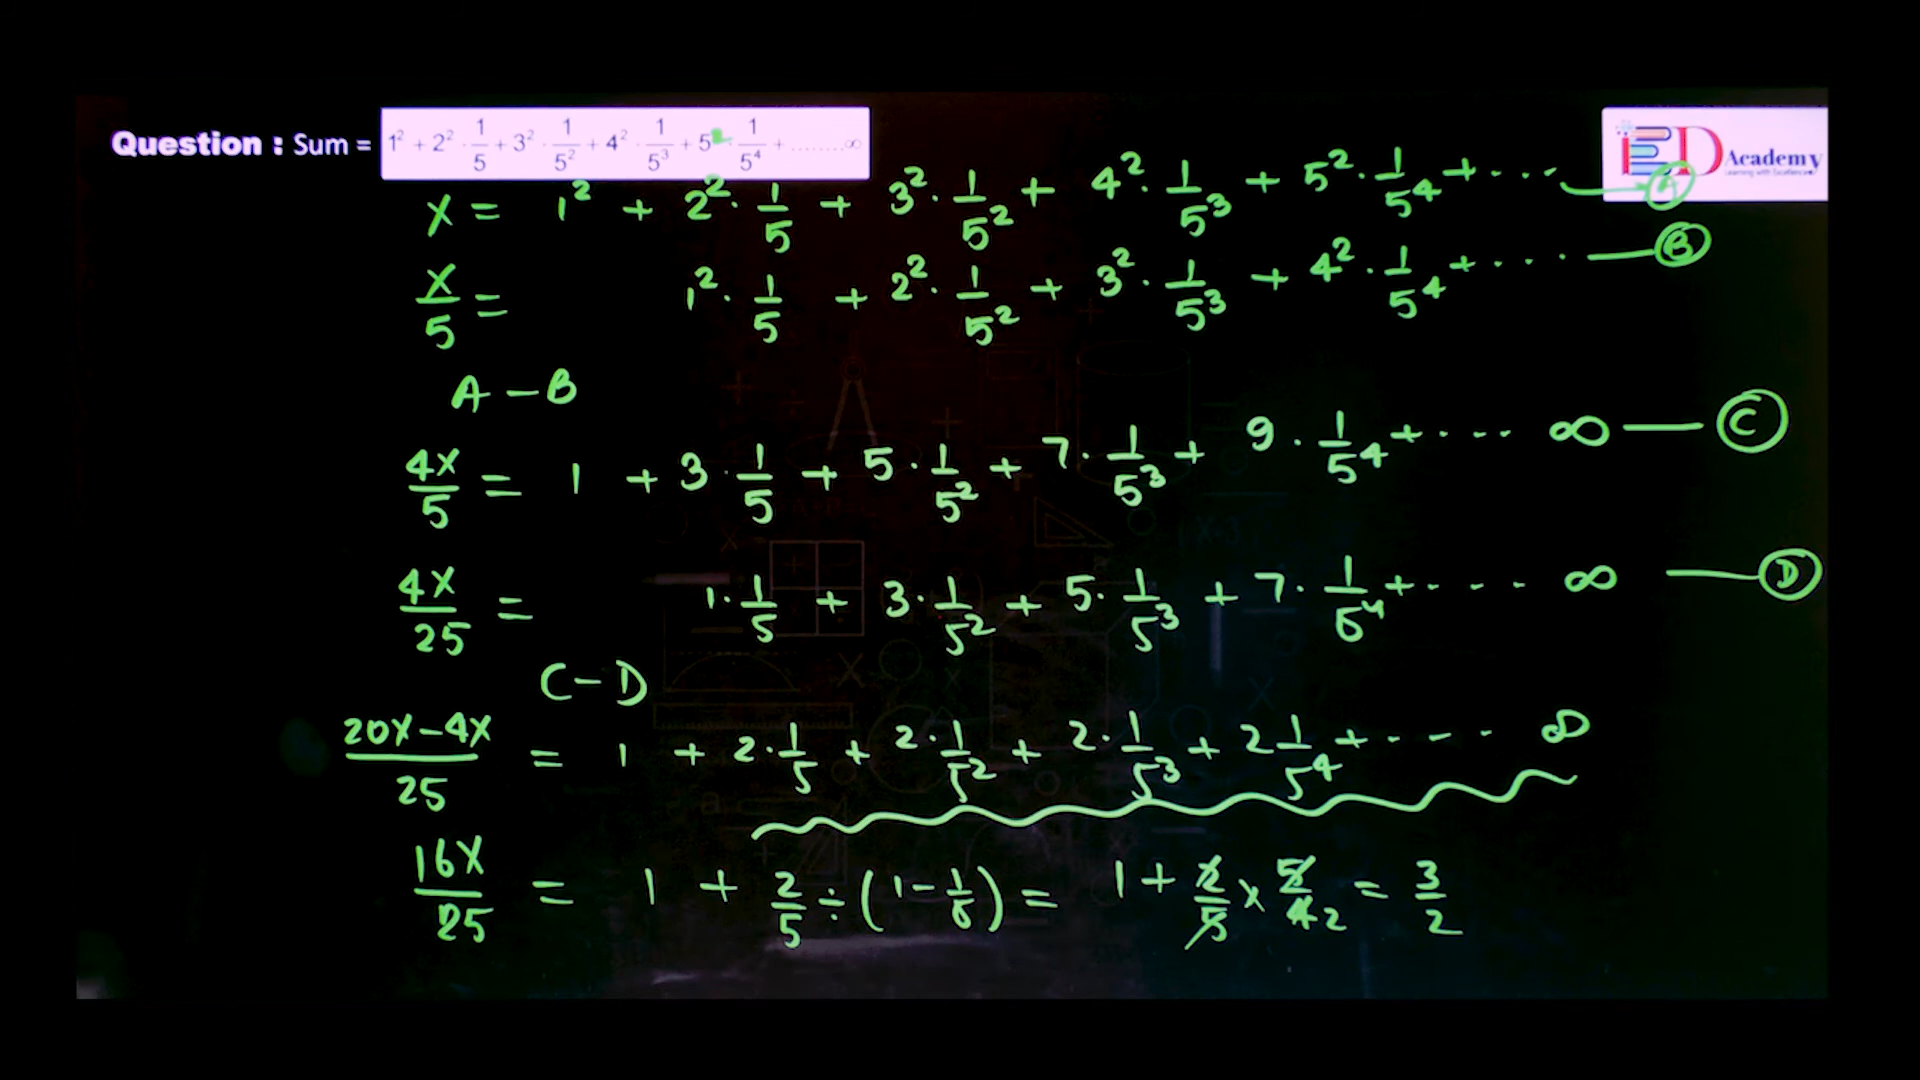 Question : Sum = 1² + 2² · 1/5 + 3² · 1/5² + 4² · 1/5³ + 5² · 1/5⁴ + ........∞
iED Academy
Learning with Excellence
x = 1² + 2² · 1/5 + 3² · 1/5² + 4² · 1/5³ + 5² · 1/5⁴ + ··· — A
x/5 = 1² · 1/5 + 2² · 1/5² + 3² · 1/5³ + 4² · 1/5⁴ + ···· — B
A – B
4x/5 = 1 + 3 · 1/5 + 5 · 1/5² + 7 · 1/5³ + 9 · 1/5⁴ + ···· ∞ — C
4x/25 = 1 · 1/5 + 3 · 1/5² + 5 · 1/5³ + 7 · 1/5⁴ + ···· ∞ — D
C – D
20x – 4x/25 = 1 + 2 · 1/5 + 2 · 1/5² + 2 · 1/5³ + 2 1/5⁴ + ···· ∞
16x/25 = 1 + 2/5 ÷ (1 – 1/5) = 1 + 2/5 × 5/4 2 = 3/2